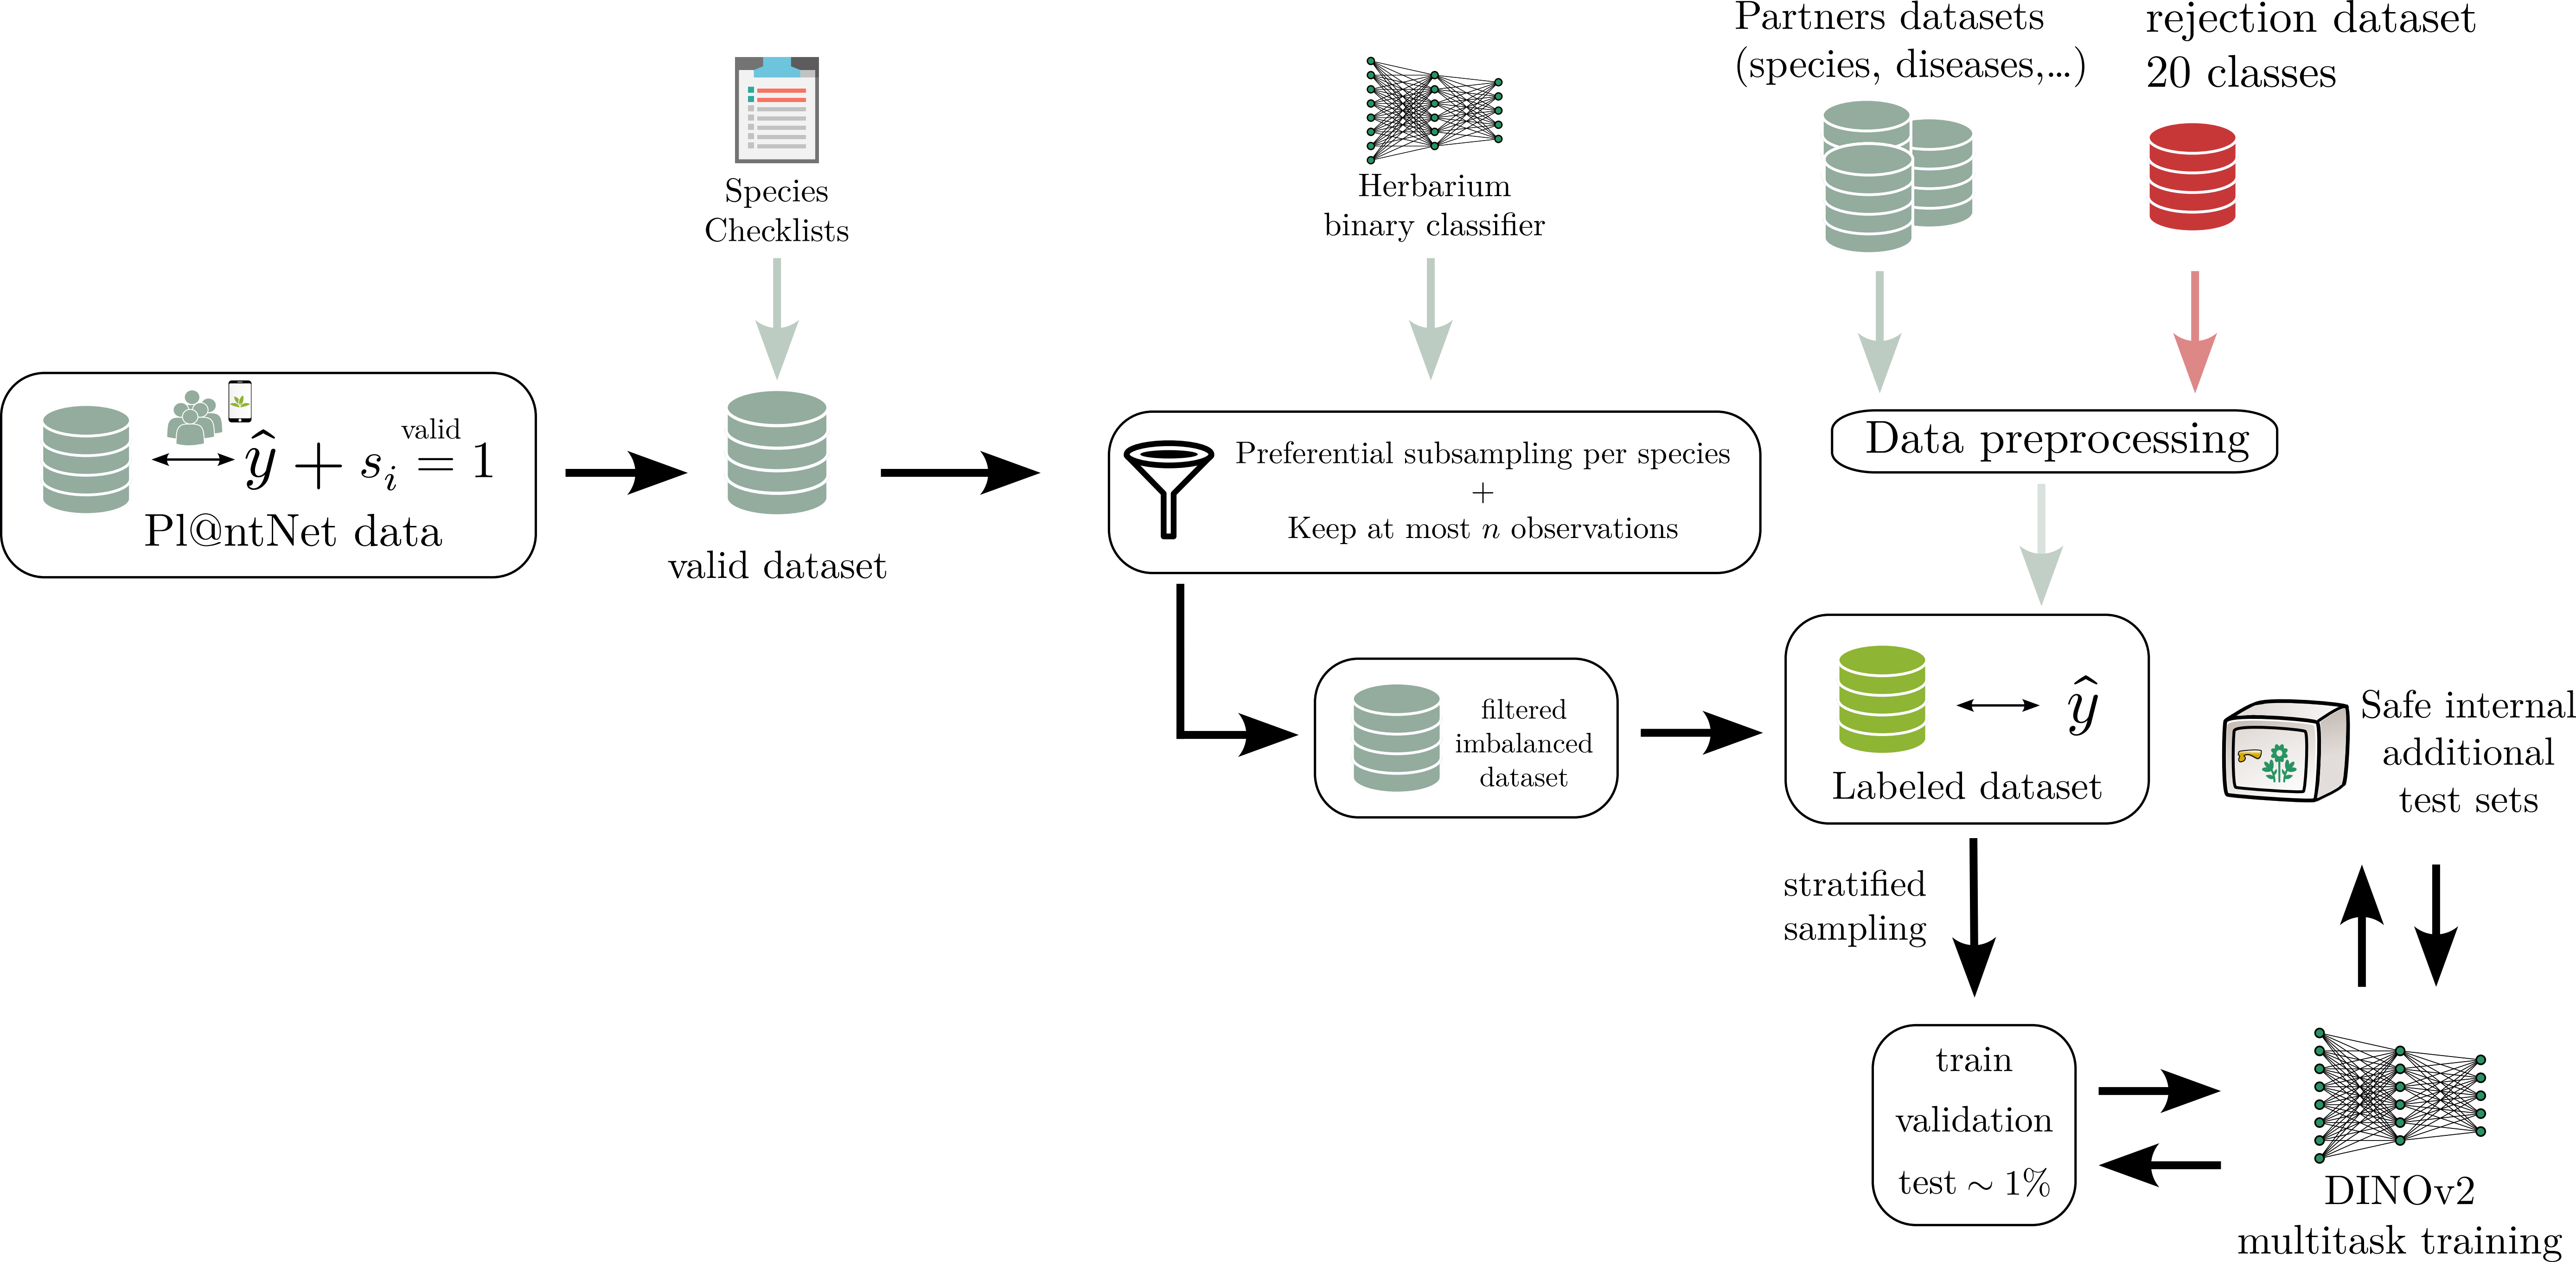 Partners datasets
(species, diseases,...)
rejection dataset
20 classes
Species
Checklists
Herbarium
binary classifier
ŷ + s_i = 1
valid
Pl@ntNet data
valid dataset
Preferential subsampling per species
+
Keep at most n observations
Data preprocessing
filtered
imbalanced
dataset
ŷ
Labeled dataset
Safe internal
additional
test sets
stratified
sampling
train
validation
test ∼ 1%
DINOv2
multitask training